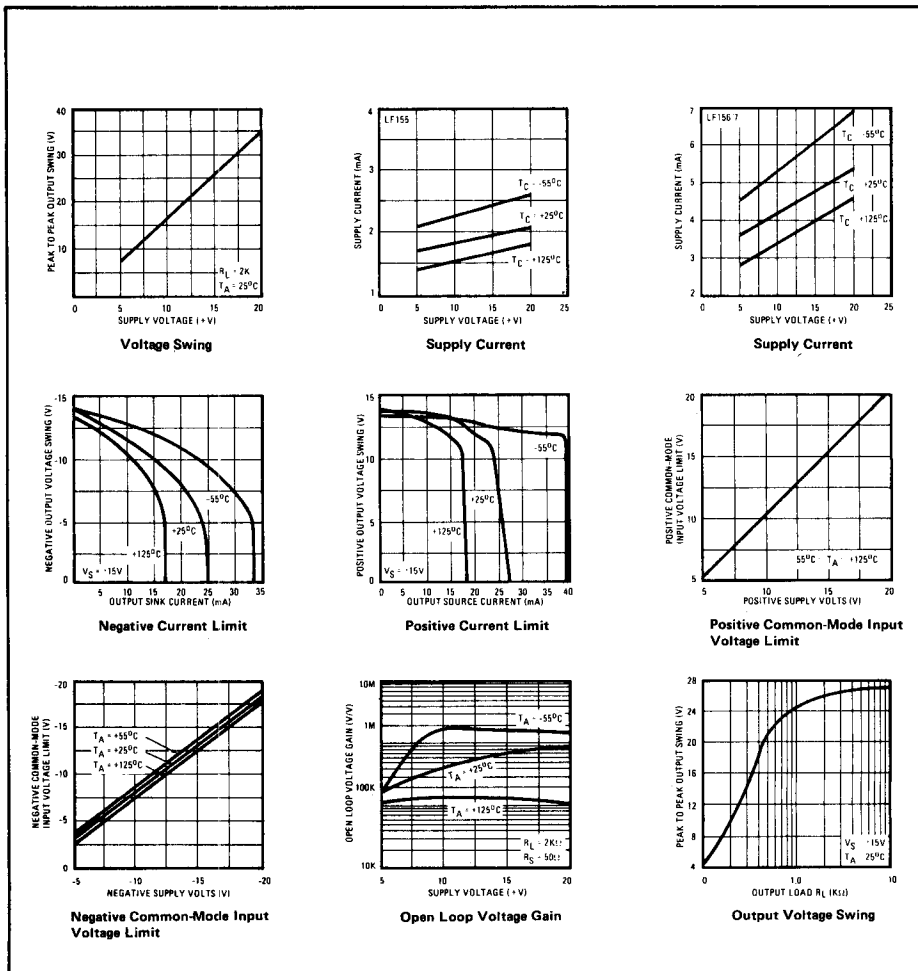 40
30
20
10
0 5 10 15 20
PEAK TO PEAK OUTPUT SWING (V)
R_L = 2K
T_A = 25°C
SUPPLY VOLTAGE (+V)
Voltage Swing
4
3
2
1
0 5 10 15 20 25
LF155
SUPPLY CURRENT (mA)
T_C -55°C
T_C +25°C
T_C +125°C
SUPPLY VOLTAGE (+V)
Supply Current
7
6
5
4
3
2
0 5 10 15 20 25
LF156 7
SUPPLY CURRENT (mA)
T_C -55°C
T_C +25°C
T_C +125°C
SUPPLY VOLTAGE (+V)
Supply Current
-15
-10
-5
0
5 10 15 20 25 30 35
NEGATIVE OUTPUT VOLTAGE SWING (V)
-55°C
+25°C
+125°C
V_S = -15V
OUTPUT SINK CURRENT (mA)
Negative Current Limit
15
10
5
0
5 10 15 20 25 30 35 40
POSITIVE OUTPUT VOLTAGE SWING (V)
-55°C
+25°C
+125°C
V_S = -15V
OUTPUT SOURCE CURRENT (mA)
Positive Current Limit
20
15
10
5
5 10 15 20
POSITIVE COMMON-MODE
INPUT VOLTAGE LIMIT (V)
55°C - T_A - +125°C
POSITIVE SUPPLY VOLTS (V)
Positive Common-Mode Input
Voltage Limit
-20
-15
-10
-5
0
-5 -10 -15 -20
NEGATIVE COMMON-MODE
INPUT VOLTAGE LIMIT (V)
T_A = +55°C
T_A = +25°C
T_A = +125°C
NEGATIVE SUPPLY VOLTS (V)
Negative Common-Mode Input
Voltage Limit
10M
1M
100K
10K
5 10 15 20
OPEN LOOP VOLTAGE GAIN (V/V)
T_A = -55°C
T_A = +25°C
T_A = +125°C
R_L = 2KΩ
R_S = 50Ω
SUPPLY VOLTAGE (+V)
Open Loop Voltage Gain
28
24
20
16
12
8
4
0 1.0 10
PEAK TO PEAK OUTPUT SWING (V)
V_S -15V
T_A 25°C
OUTPUT LOAD R_L (KΩ)
Output Voltage Swing